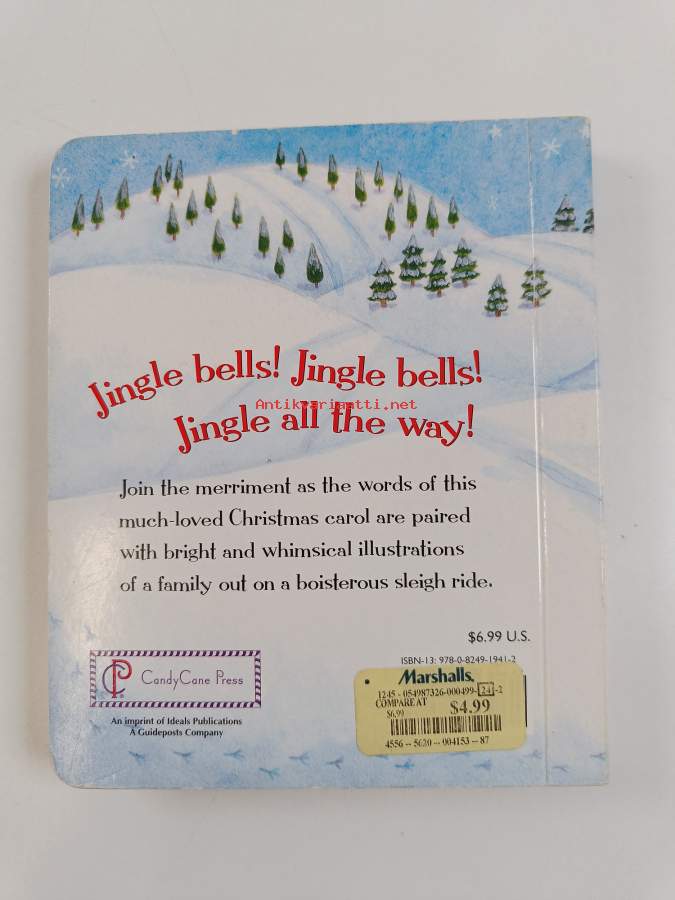 Jingle bells! Jingle bells!
Antikvariaatti.net
Jingle all the way!
Join the merriment as the words of this
much-loved Christmas carol are paired
with bright and whimsical illustrations
of a family out on a boisterous sleigh ride.
$6.99 U.S.
ISBN-13: 978-0-8249-1941-2
CP
CandyCane Press
An imprint of Ideals Publications
A Guideposts Company
Marshalls.
1245 - 054987326-000499-24-2
COMPARE AT
$6.99
$4.99
4556 -- 5620 -- 004153 -- 87